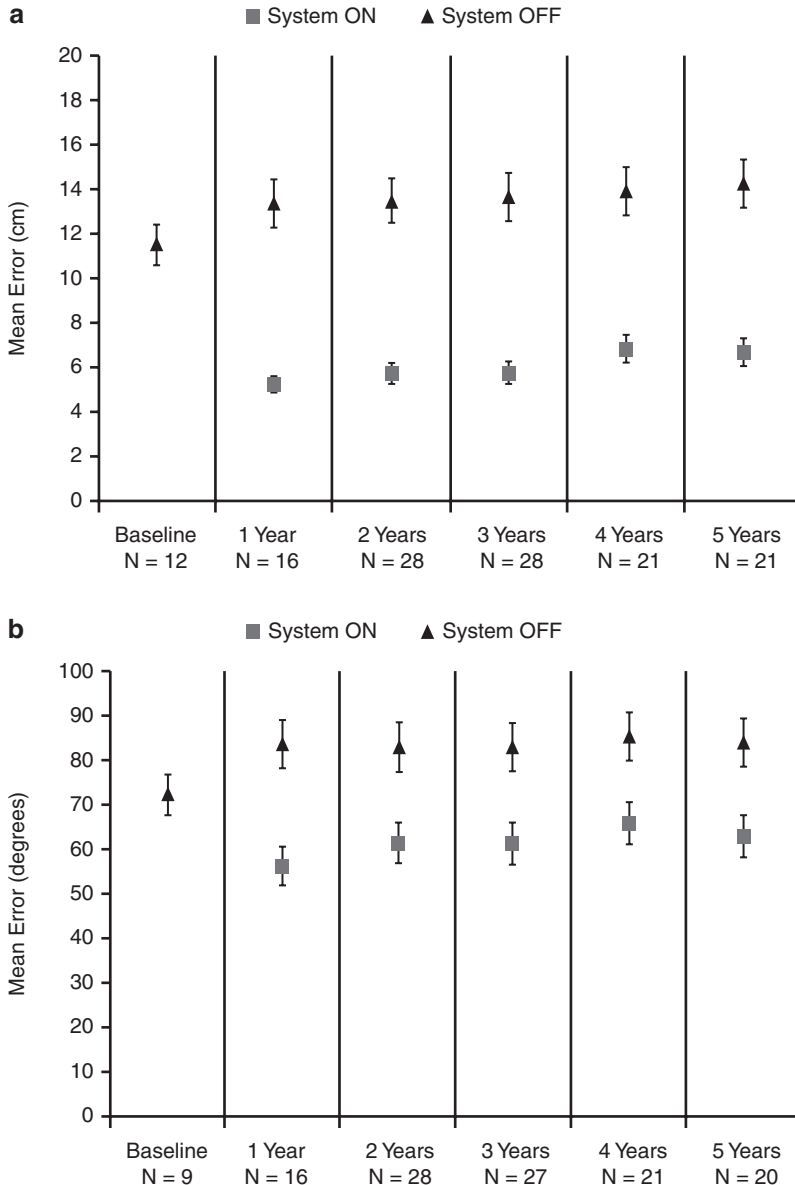 a
System ON System OFF
20
18
16
14
12
10
8
6
4
2
0
Mean Error (cm)
Baseline 1 Year 2 Years 3 Years 4 Years 5 Years
N = 12 N = 16 N = 28 N = 28 N = 21 N = 21
b
System ON System OFF
100
90
80
70
60
50
40
30
20
10
0
Mean Error (degrees)
Baseline 1 Year 2 Years 3 Years 4 Years 5 Years
N = 9 N = 16 N = 28 N = 27 N = 21 N = 20